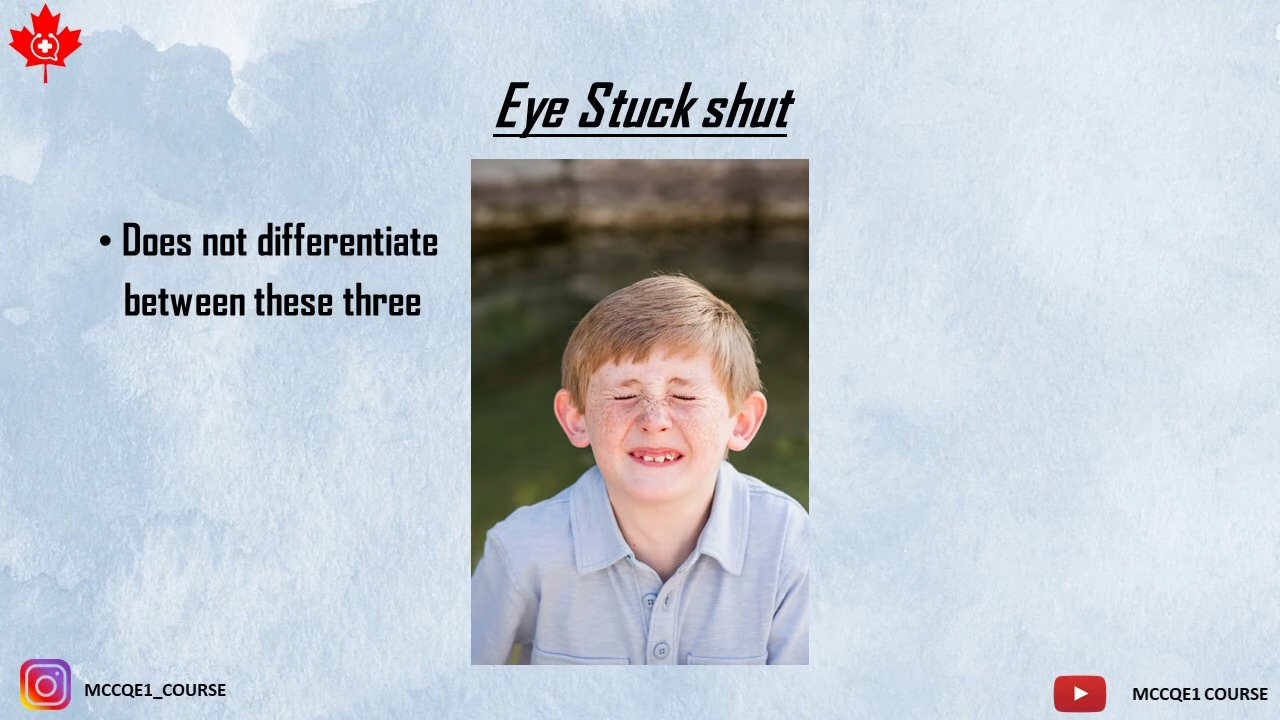 Eye Stuck shut
• Does not differentiate
between these three
MCCQE1_COURSE
MCCQE1 COURSE